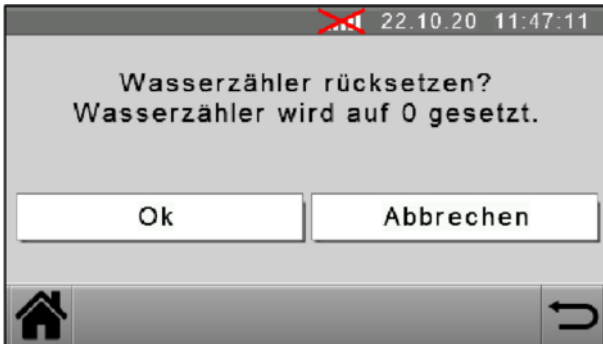 22.10.20 11:47:11
Wasserzähler rücksetzen?
Wasserzähler wird auf 0 gesetzt.
Ok
Abbrechen